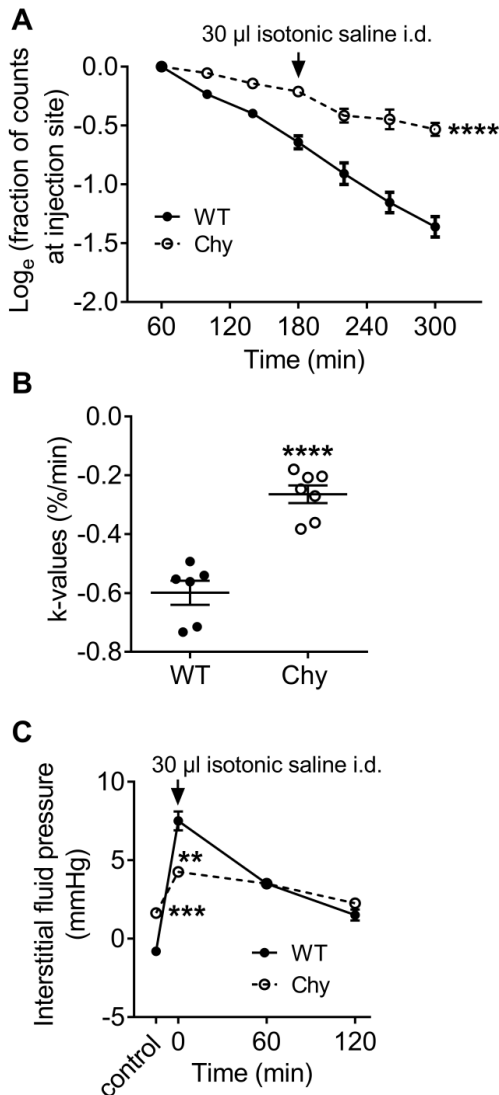 A
30 µl isotonic saline i.d.
0.0
-0.5
-1.0
-1.5
-2.0
Logₑ (fraction of counts
at injection site)
****
WT
Chy
60 120 180 240 300
Time (min)
B
0.0
-0.2
-0.4
-0.6
-0.8
k-values (%/min)
****
WT Chy
C
30 µl isotonic saline i.d.
10
5
0
-5
Interstitial fluid pressure
(mmHg)
**
***
WT
Chy
control 0 60 120
Time (min)